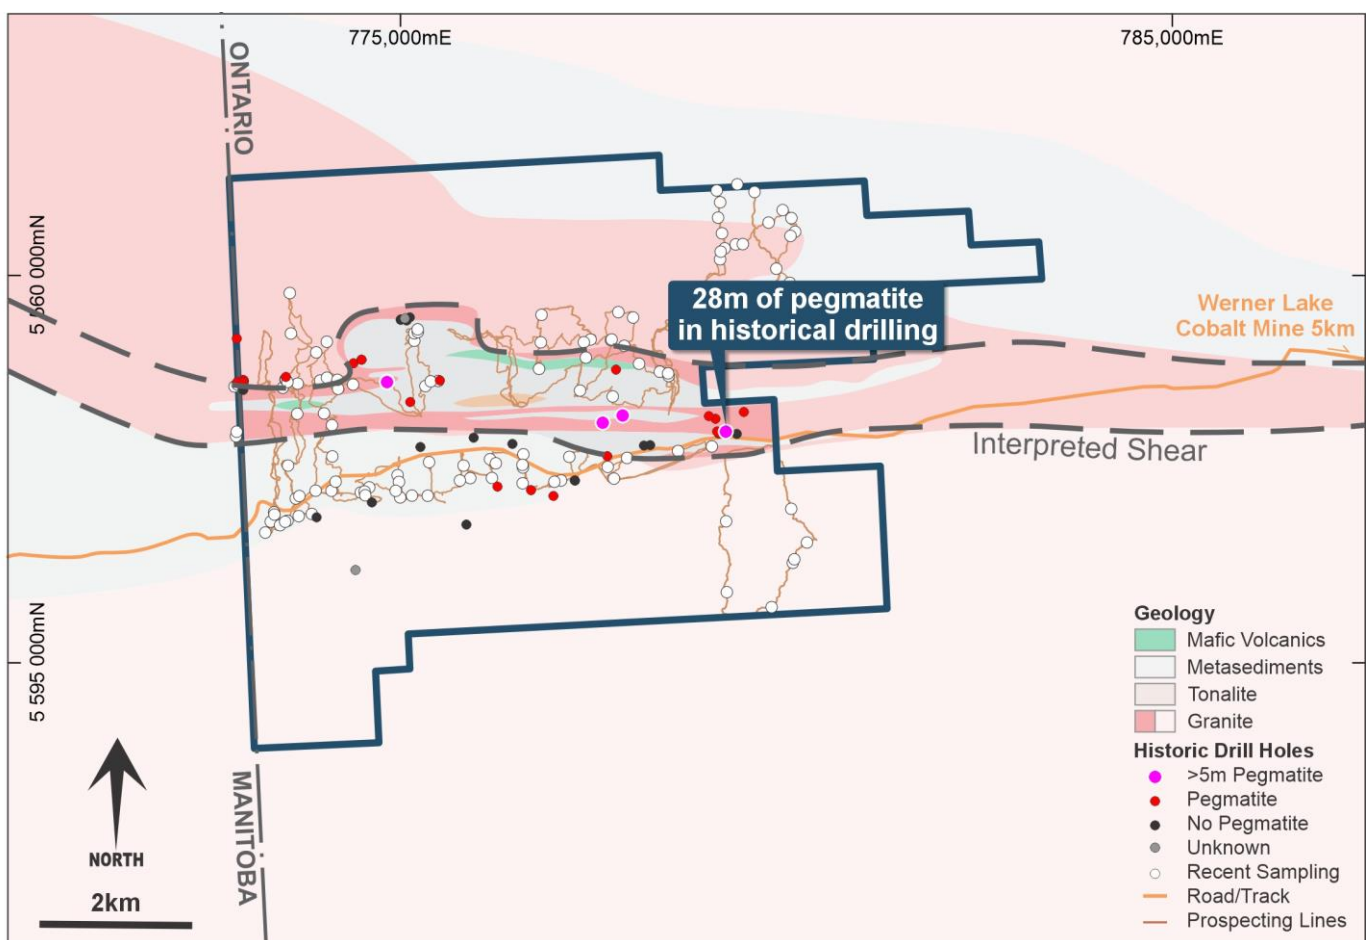 775,000mE
785,000mE
ONTARIO
5 560 000mN
28m of pegmatite
in historical drilling
Werner Lake
Cobalt Mine 5km
Interpreted Shear
5 595 000mN
MANITOBA
NORTH
2km
Geology
Mafic Volcanics
Metasediments
Tonalite
Granite
Historic Drill Holes
>5m Pegmatite
Pegmatite
No Pegmatite
Unknown
Recent Sampling
Road/Track
Prospecting Lines